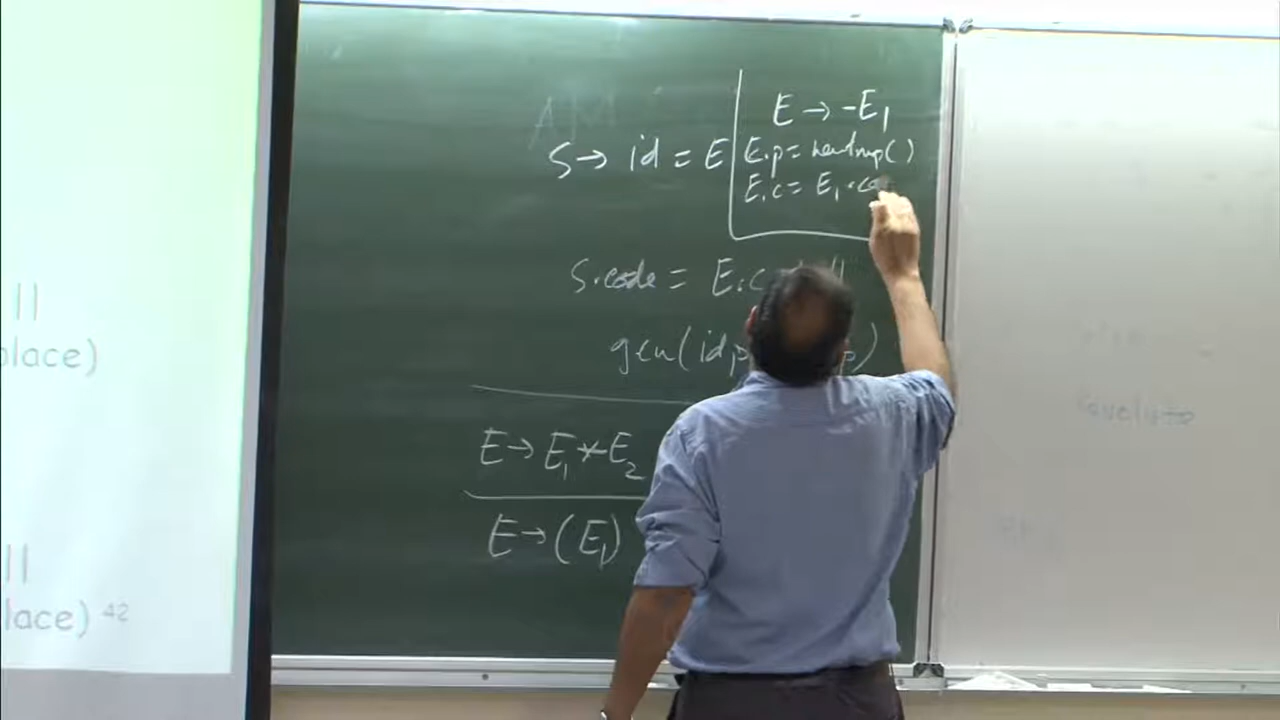 ||
place)
||
place) 42
E → -E1
S → id = E
E.p = newtmp()
E.c = E1.co
S.code = E.c
gen(id.p
p)
E → E1 * E2
E → (E1)